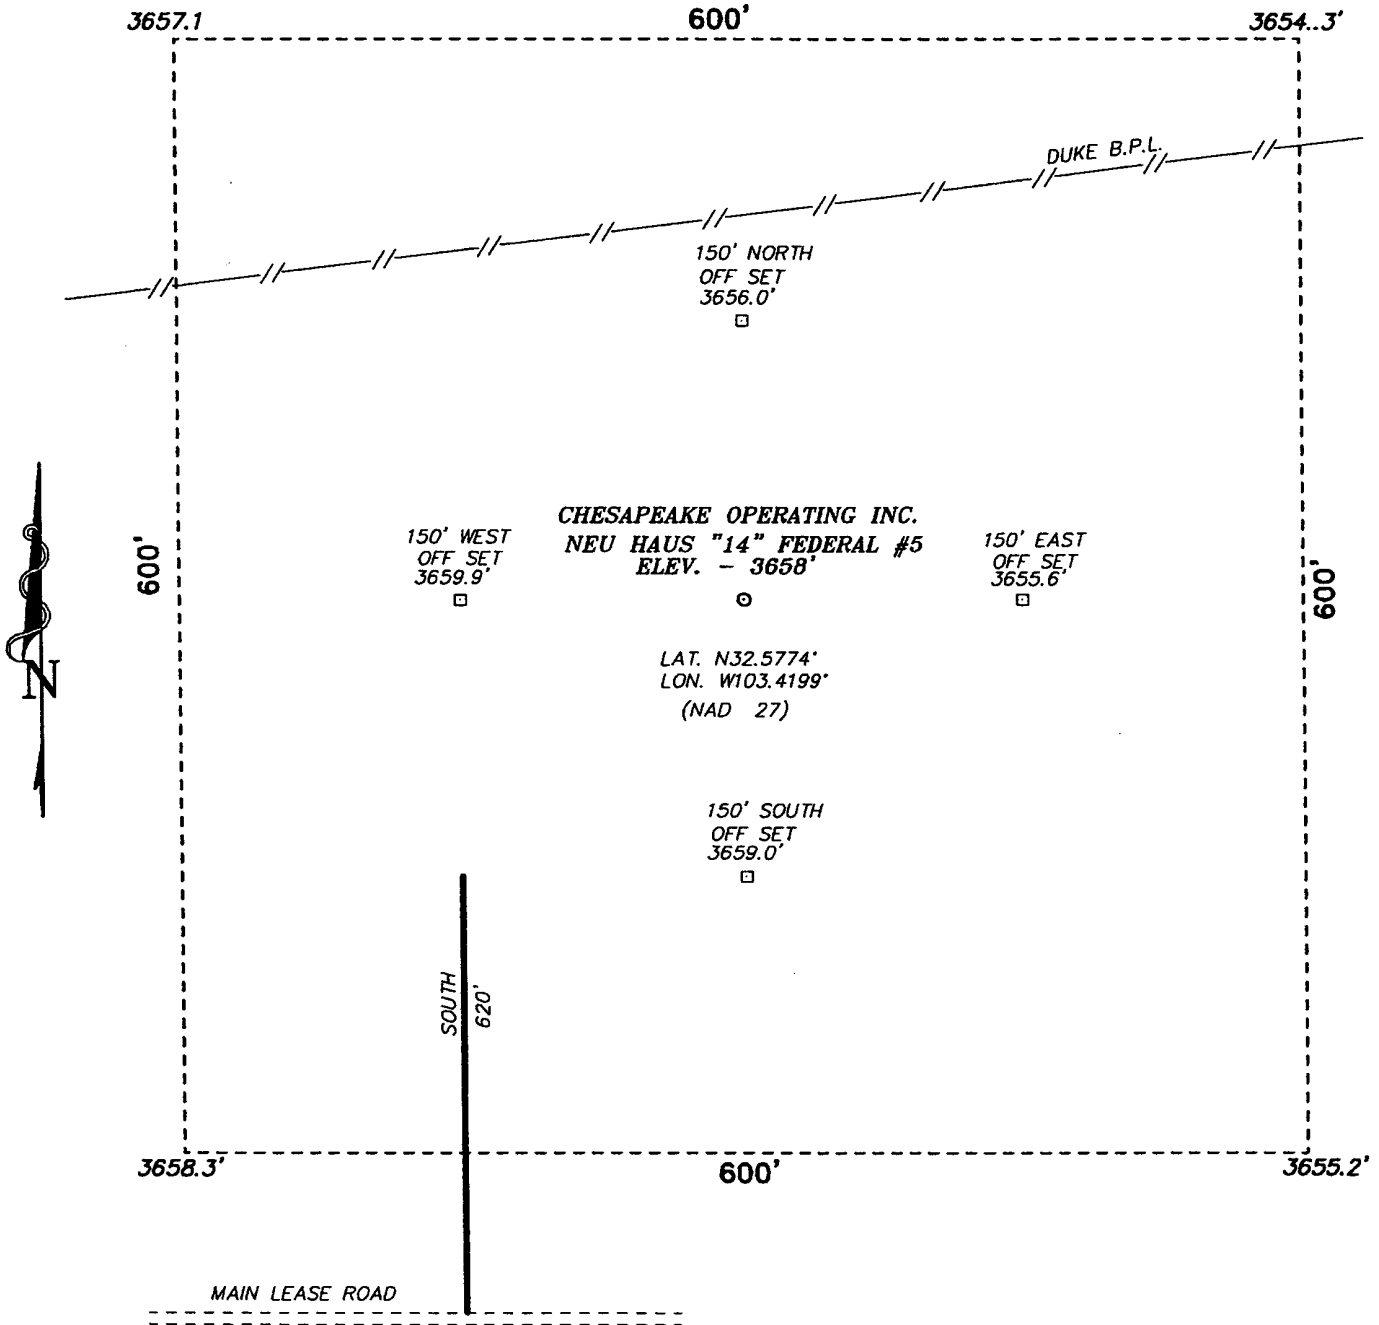 3657.1
600'
3654..3'
DUKE B.P.L.
150' NORTH
OFF SET
3656.0'
CHESAPEAKE OPERATING INC.
NEU HAUS "14" FEDERAL #5
ELEV. - 3658'
150' WEST
OFF SET
3659.9'
150' EAST
OFF SET
3655.6'
600'
600'
N
LAT. N32.5774°
LON. W103.4199°
(NAD 27)
150' SOUTH
OFF SET
3659.0'
SOUTH
620'
3658.3'
600'
3655.2'
MAIN LEASE ROAD